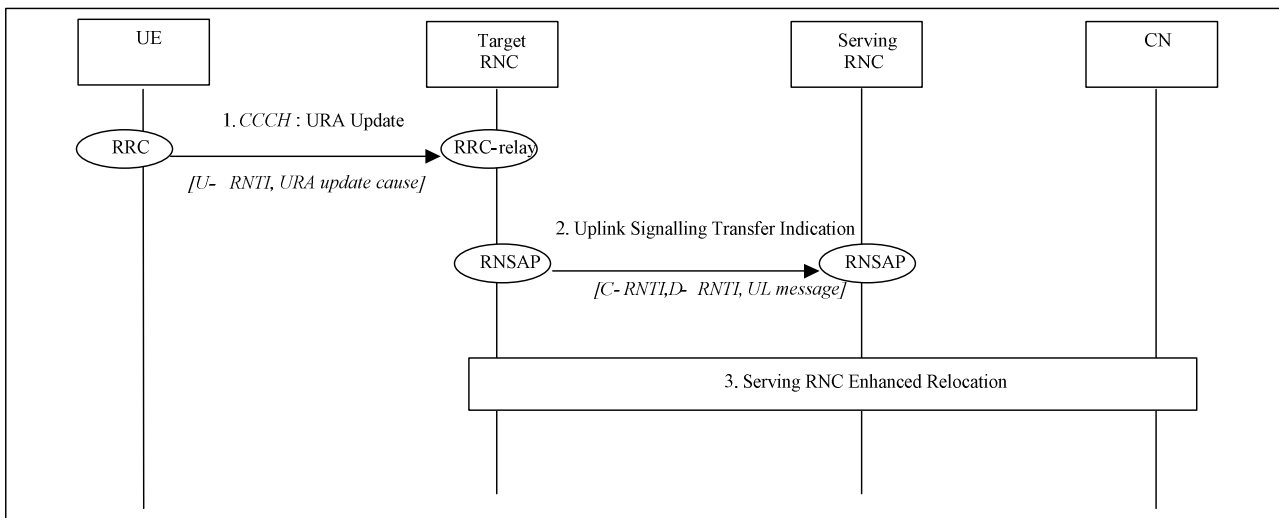 UE
Target
RNC
Serving
RNC
CN
1. CCCH : URA Update
RRC
RRC-relay
[U- RNTI, URA update cause]
2. Uplink Signalling Transfer Indication
RNSAP
RNSAP
[C- RNTI,D- RNTI, UL message]
3. Serving RNC Enhanced Relocation